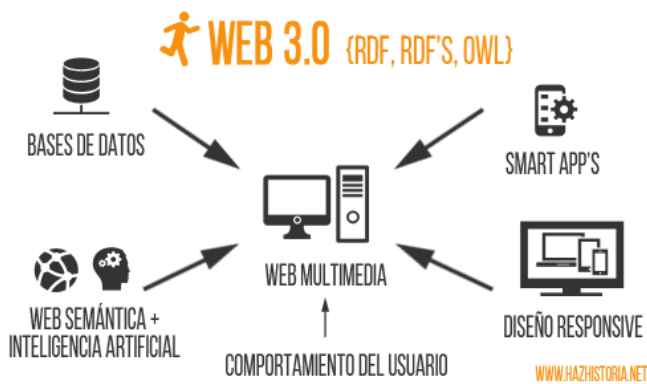 WEB 3.0 {RDF, RDF'S, OWL}
BASES DE DATOS
SMART APP'S
WEB MULTIMEDIA
WEB SEMÁNTICA +
INTELIGENCIA ARTIFICIAL
DISEÑO RESPONSIVE
COMPORTAMIENTO DEL USUARIO
WWW.HAZHISTORIA.NET